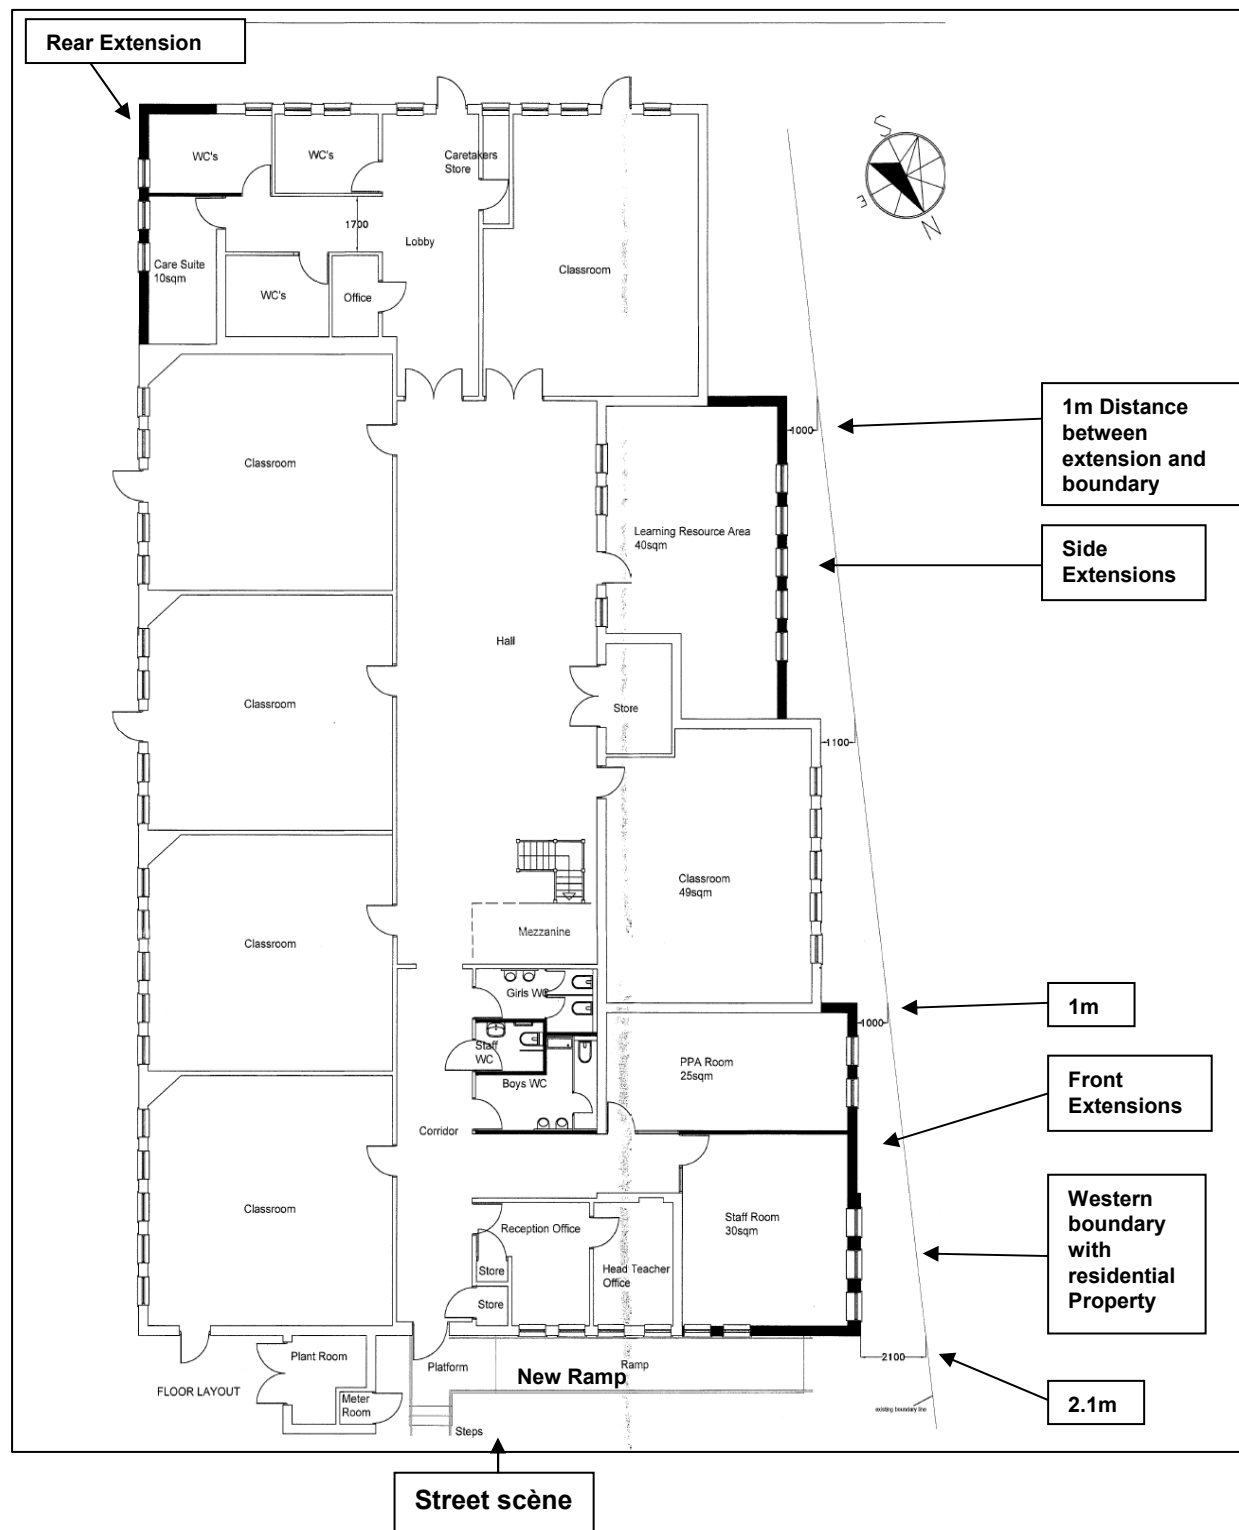 Rear Extension
S
E
N
WC's
WC's
Caretakers
Store
1700
Lobby
Care Suite
10sqm
WC's
Office
Classroom
1m Distance
between
extension and
boundary
1000
Classroom
Learning Resource Area
40sqm
Side
Extensions
Hall
Classroom
Store
1100
Classroom
49sqm
Mezzanine
Classroom
Girls WC
1m
1000
Staff
WC
PPA Room
25sqm
Boys WC
Front
Extensions
Corridor
Western
boundary
with
residential
Property
Classroom
Reception Office
Staff Room
30sqm
Store
Head Teacher
Office
Store
Plant Room
Platform
Ramp
New Ramp
2100
FLOOR LAYOUT
Meter
Room
2.1m
existing boundary line
Steps
Street scène